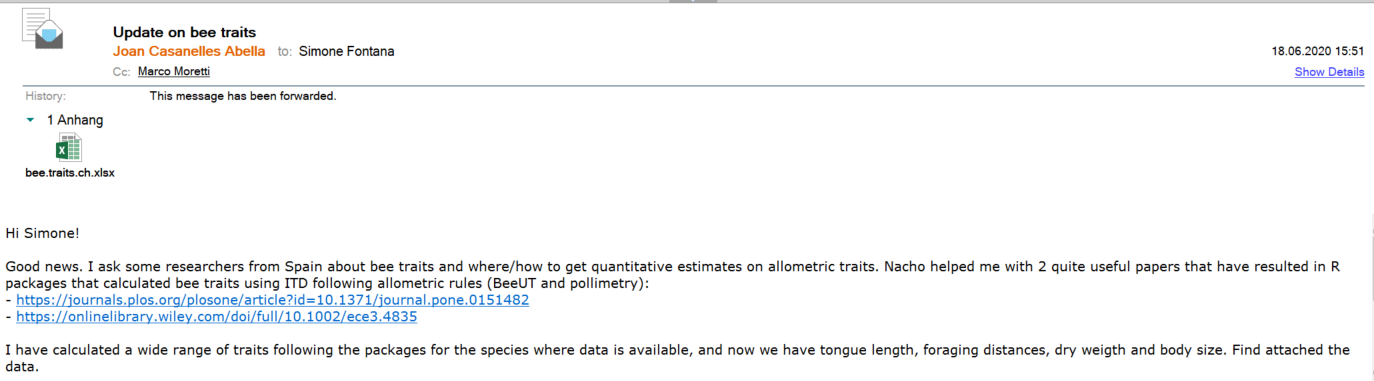 Update on bee traits
Joan Casanelles Abella to: Simone Fontana
18.06.2020 15:51
Cc: Marco Moretti
Show Details
History: This message has been forwarded.
1 Anhang
bee.traits.ch.xlsx
Hi Simone!
Good news. I ask some researchers from Spain about bee traits and where/how to get quantitative estimates on allometric traits. Nacho helped me with 2 quite useful papers that have resulted in R
packages that calculated bee traits using ITD following allometric rules (BeeUT and pollimetry):
- https://journals.plos.org/plosone/article?id=10.1371/journal.pone.0151482
- https://onlinelibrary.wiley.com/doi/full/10.1002/ece3.4835
I have calculated a wide range of traits following the packages for the species where data is available, and now we have tongue length, foraging distances, dry weigth and body size. Find attached the
data.